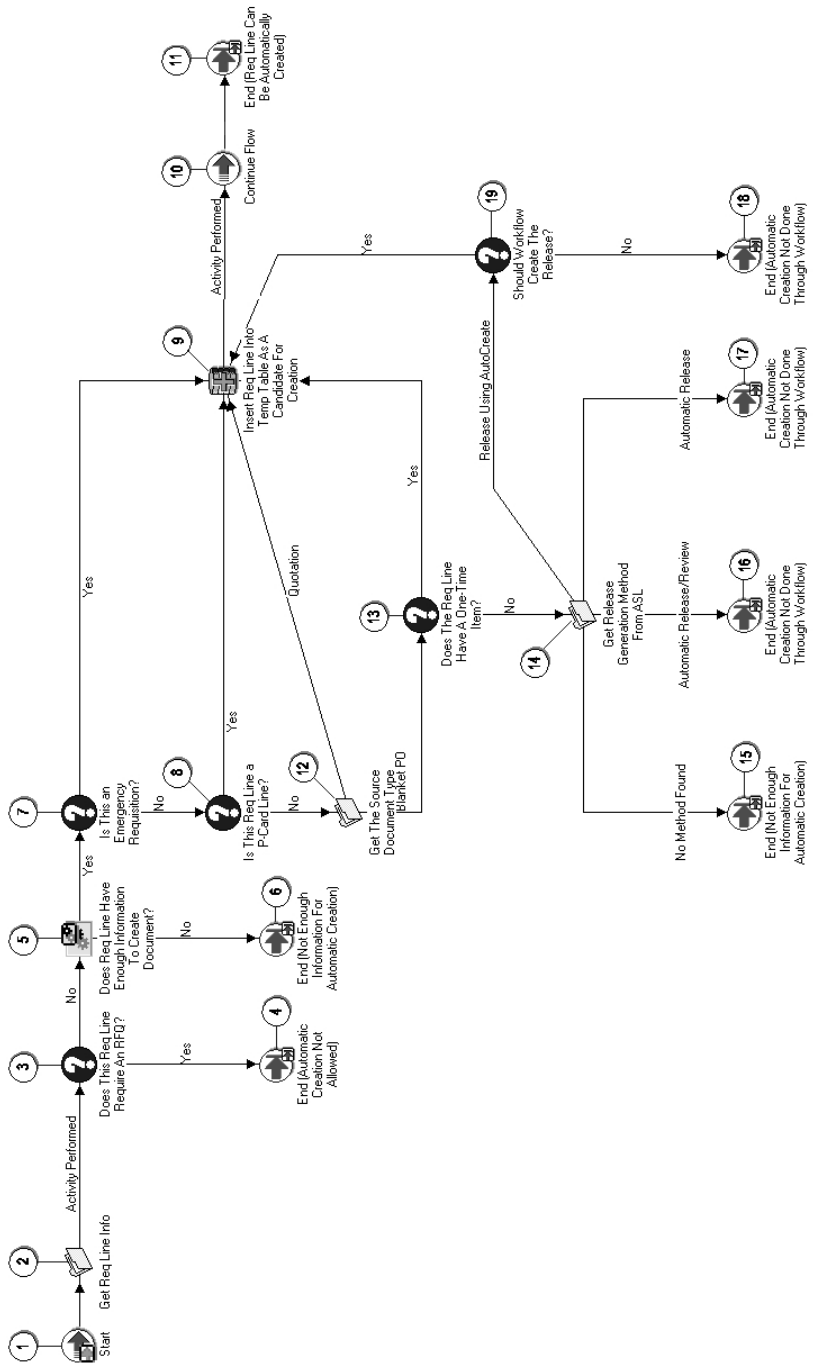 1
Start
2
Get Req Line Info
Activity Performed
3
Does This Req Line
Require An RFQ?
Yes
4
End (Automatic
Creation Not
Allowed)
No
5
Does Req Line Have
Enough Information
To Create
Document?
No
6
End (Not Enough
Information For
Automatic Creation)
Yes
7
Is This an
Emergency
Requisition?
Yes
No
8
Is This Req Line a
P-Card Line?
Yes
No
9
Insert Req Line Into
Temp Table As A
Candidate For
Creation
Activity Performed
10
Continue Flow
11
End (Req Line Can
Be Automatically
Created)
12
Get The Source
Document Type
Quotation
Blanket PO
13
Does The Req Line
Have A One-Time
Item?
Yes
No
14
Get Release
Generation Method
From ASL
No Method Found
15
End (Not Enough
Information For
Automatic Creation)
Automatic Release/Review
16
End (Automatic
Creation Not Done
Through Workflow)
Automatic Release
17
End (Automatic
Creation Not Done
Through Workflow)
Release Using AutoCreate
19
Should Workflow
Create The
Release?
Yes
No
18
End (Automatic
Creation Not Done
Through Workflow)